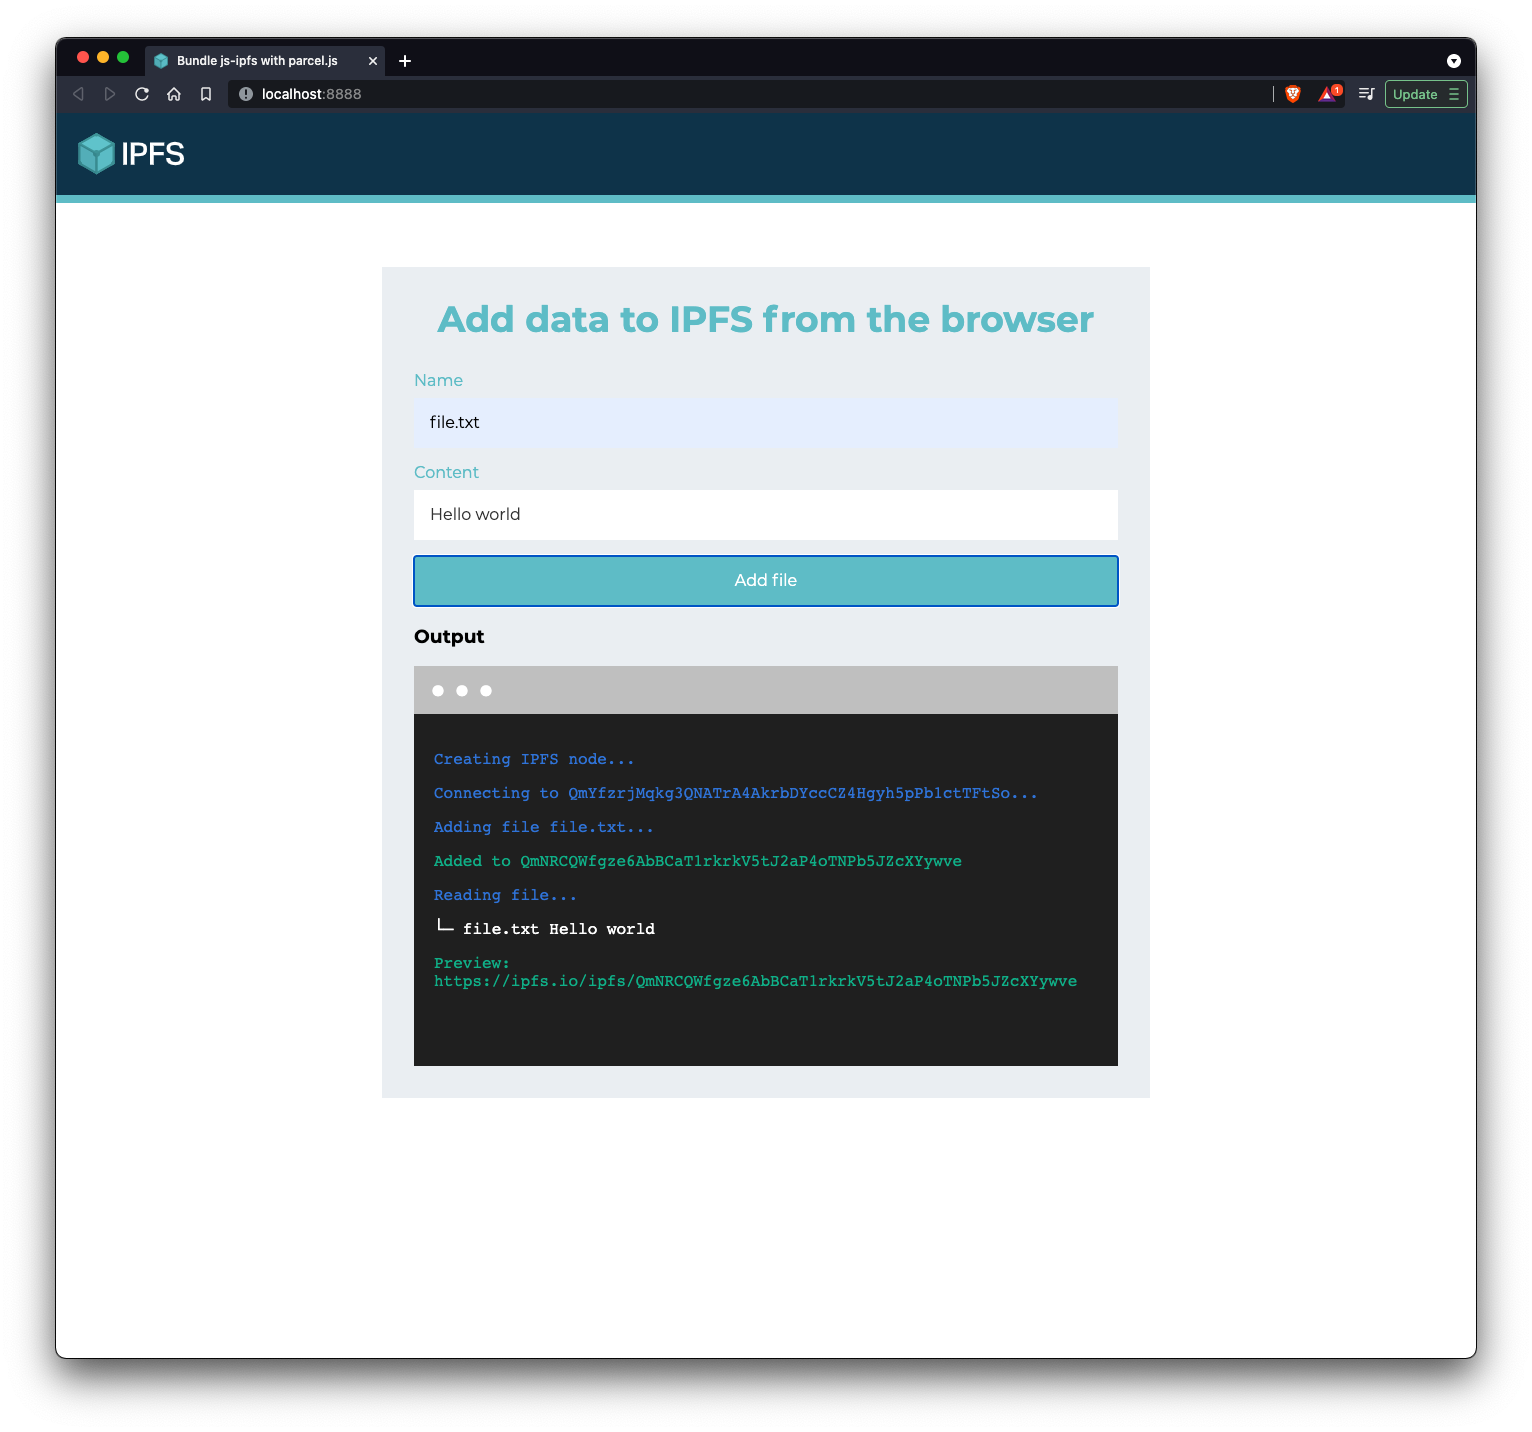 Bundle js-ipfs with parcel.js
localhost:8888
1
Update
IPFS
Add data to IPFS from the browser
Name
file.txt
Content
Hello world
Add file
Output
Creating IPFS node...
Connecting to QmYfzrjMqkg3QNATrA4AkrbDYccCZ4Hgyh5pPb1ctTFtSo...
Adding file file.txt...
Added to QmNRCQWfgze6AbBCaT1rkrkV5tJ2aP4oTNPb5JZcXYywve
Reading file...
└─ file.txt Hello world
Preview:
https://ipfs.io/ipfs/QmNRCQWfgze6AbBCaT1rkrkV5tJ2aP4oTNPb5JZcXYywve